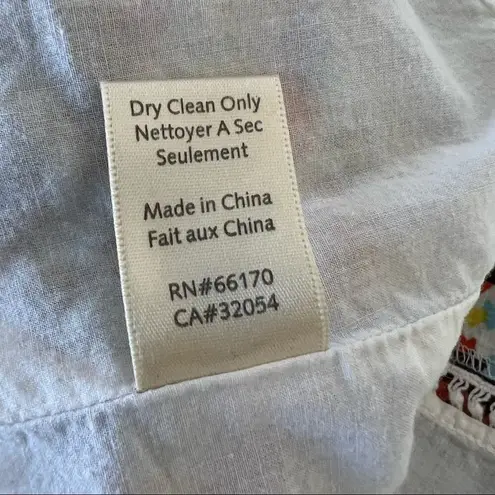 Dry Clean Only
Nettoyer A Sec
Seulement
Made in China
Fait aux China
RN#66170
CA#32054